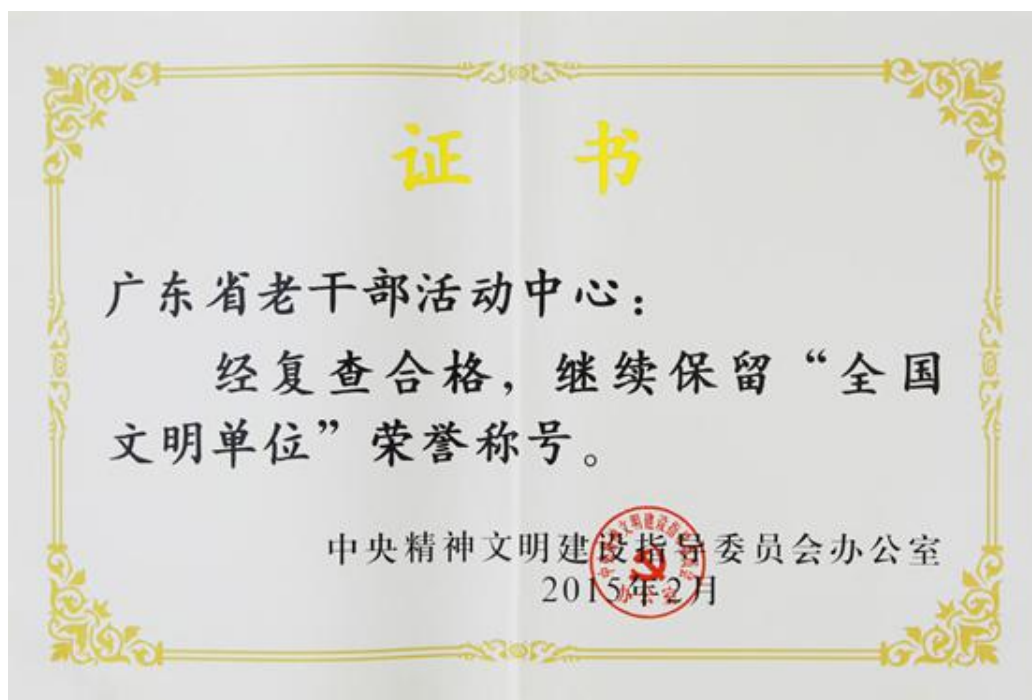 证 书
广东省老干部活动中心：
经复查合格，继续保留“全国
文明单位”荣誉称号。
中央精神文明建设指导委员会办公室
2015年2月